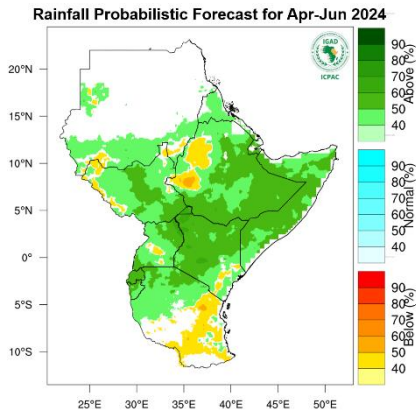 Rainfall Probabilistic Forecast for Apr-Jun 2024
IGAD
ICPAC
20°N
15°N
10°N
5°N
0°
5°S
10°S
25°E
30°E
35°E
40°E
45°E
50°E
90
80
70
60
50
40
Above (%)
90
80
70
60
50
40
Normal (%)
90
80
70
60
50
40
Below (%)